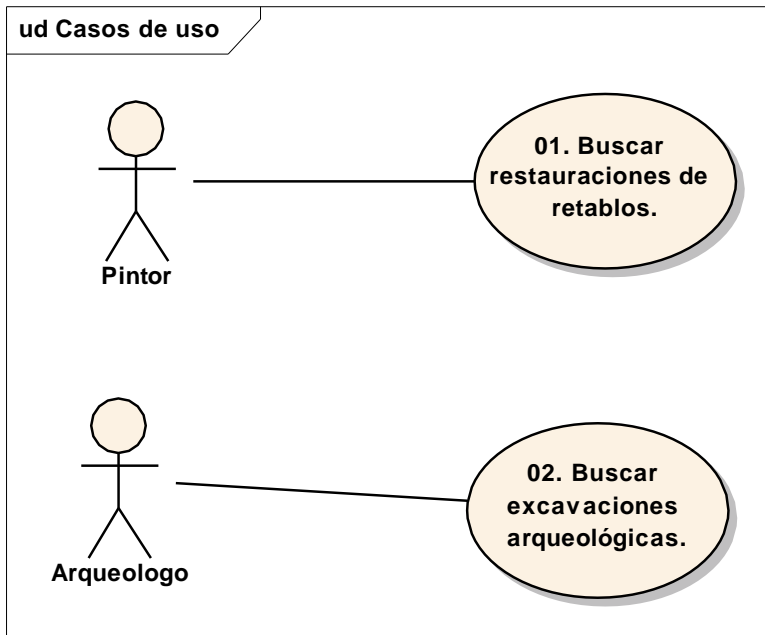 ud Casos de uso
01. Buscar
restauraciones de
retablos.
Pintor
02. Buscar
excavaciones
arqueológicas.
Arqueologo